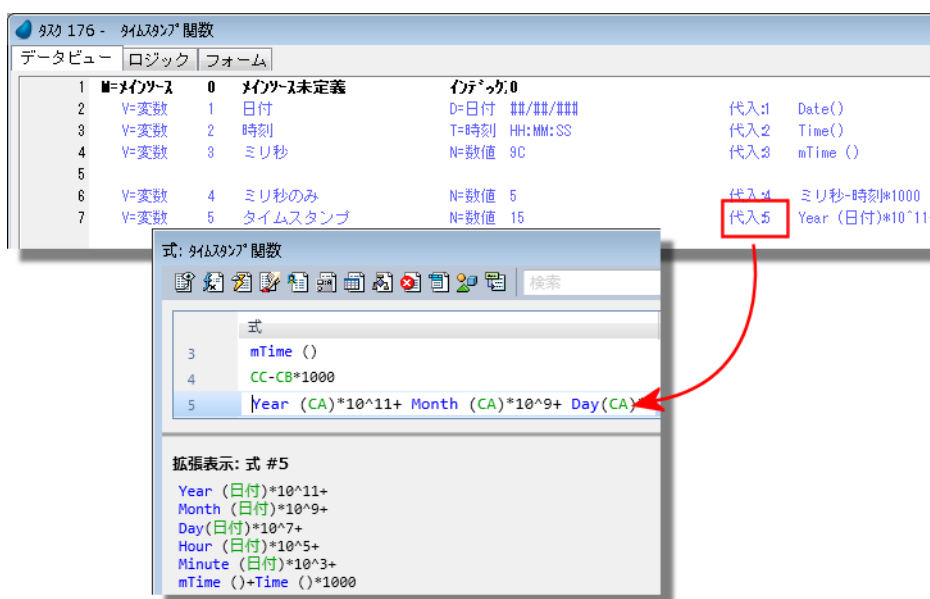 タスク 176 - タイムスタンプ関数
データビュー ロジック フォーム
1 M=メインソース 0 メインソース未定義 インデックス:0
2 V=変数 1 日付 D=日付 ##/##/### 代入:1 Date()
3 V=変数 2 時刻 T=時刻 HH:MM:SS 代入:2 Time()
4 V=変数 3 ミリ秒 N=数値 9C 代入:3 mTime ()
5
6 V=変数 4 ミリ秒のみ N=数値 5 代入:4 ミリ秒-時刻*1000
7 V=変数 5 タイムスタンプ N=数値 15 代入:5 Year (日付)*10^11+
式: タイムスタンプ関数
検索
式
3 mTime ()
4 CC-CB*1000
5 Year (CA)*10^11+ Month (CA)*10^9+ Day(CA)
拡張表示: 式 #5
Year (日付)*10^11+
Month (日付)*10^9+
Day(日付)*10^7+
Hour (日付)*10^5+
Minute (日付)*10^3+
mTime ()+Time ()*1000